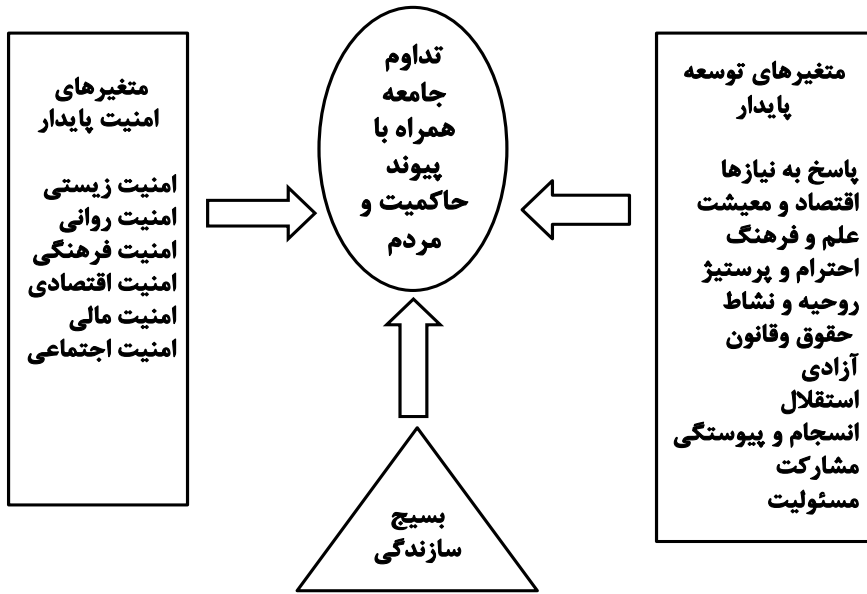 متغیرهای توسعه
پایدار
پاسخ به نیازها
اقتصاد و معیشت
علم و فرهنگ
احترام و پرستیژ
روحیه و نشاط
حقوق وقانون
آزادی
استقلال
انسجام و پیوستگی
مشارکت
مسئولیت
تداوم
جامعه
همراه با
پیوند
حاکمیت و
مردم
متغیرهای
امنیت پایدار
امنیت زیستی
امنیت روانی
امنیت فرهنگی
امنیت اقتصادی
امنیت مالی
امنیت اجتماعی
بسیج
سازندگی